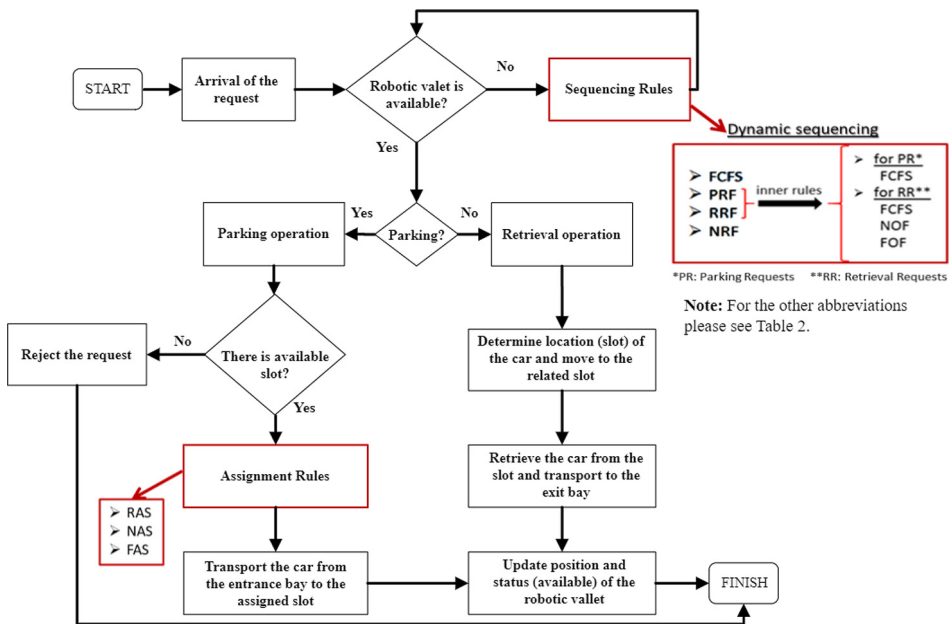 START
Arrival of the
request
Robotic valet is
available?
No
Sequencing Rules
Yes
Dynamic sequencing
➢ FCFS
➢ PRF
➢ RRF
➢ NRF
inner rules
➢ for PR*
FCFS
➢ for RR**
FCFS
NOF
FOF
*PR: Parking Requests **RR: Retrieval Requests
Note: For the other abbreviations
please see Table 2.
Parking operation
Yes
Parking?
No
Retrieval operation
Reject the request
No
There is available
slot?
Yes
Determine location (slot) of
the car and move to the
related slot
Assignment Rules
➢ RAS
➢ NAS
➢ FAS
Retrieve the car from the
slot and transport to the
exit bay
Transport the car from
the entrance bay to the
assigned slot
Update position and
status (available) of the
robotic vallet
FINISH